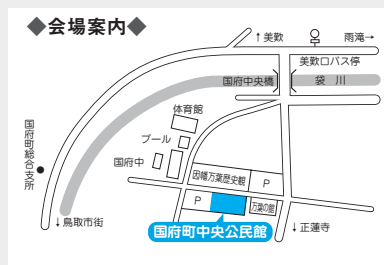 ◆会場案内◆
↑美歎
雨滝→
美歎口バス停
国府中央橋
袋川
体育館
プール
国府中
国府町総合支所
因幡万葉歴史観
P
P
万葉の館
国府町中央公民館
↓鳥取市街
↓正蓮寺